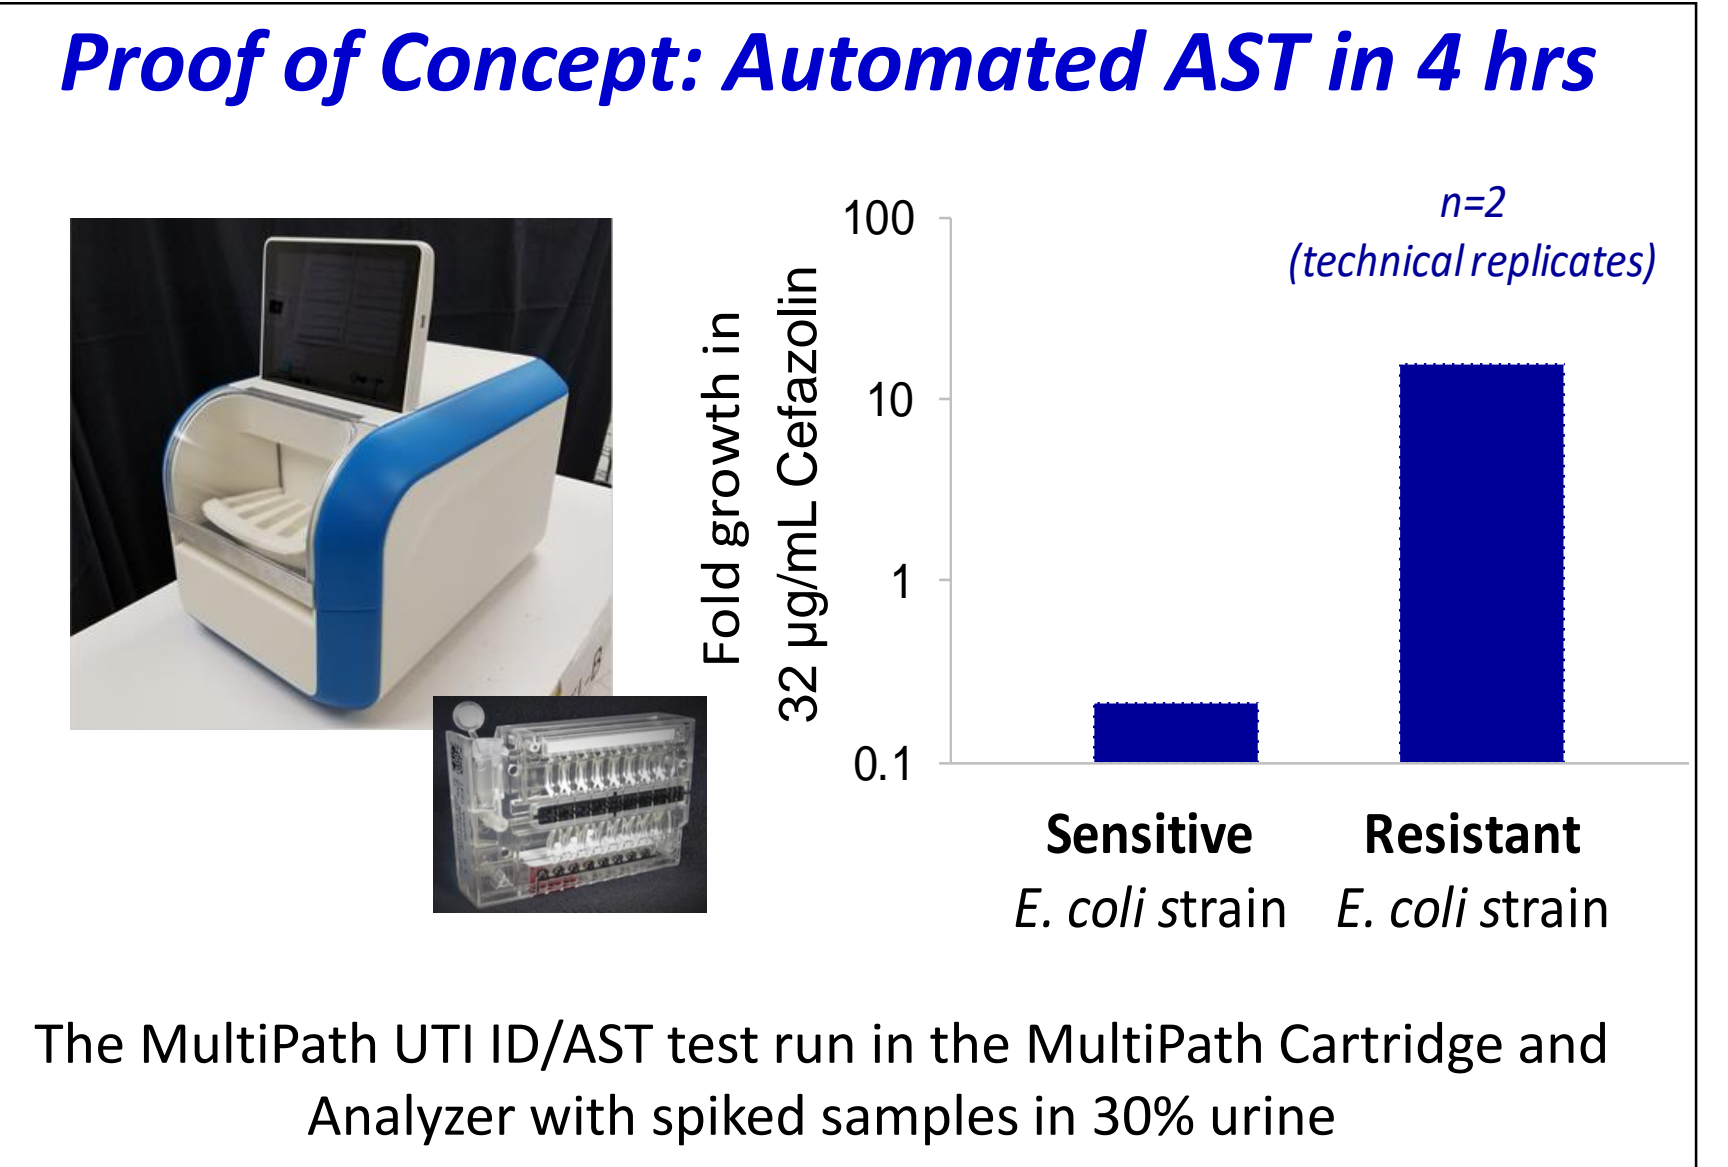 Proof of Concept: Automated AST in 4 hrs
n=2
(technical replicates)
Fold growth in
32 µg/mL Cefazolin
100
10
1
0.1
Sensitive
E. coli strain
Resistant
E. coli strain
The MultiPath UTI ID/AST test run in the MultiPath Cartridge and
Analyzer with spiked samples in 30% urine